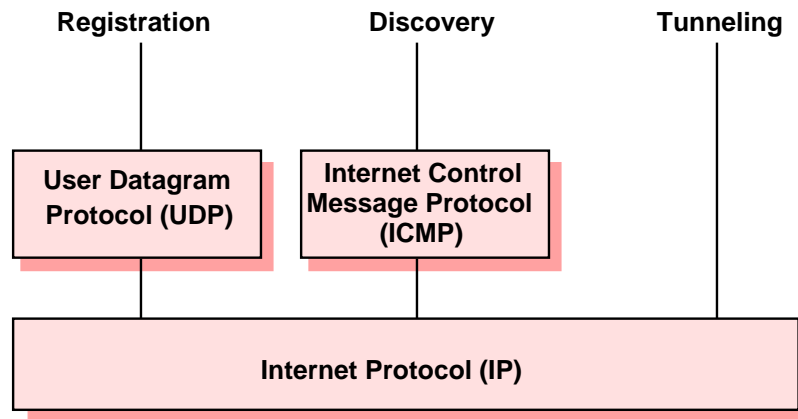 Registration
Discovery
Tunneling
User Datagram
Protocol (UDP)
Internet Control
Message Protocol
(ICMP)
Internet Protocol (IP)